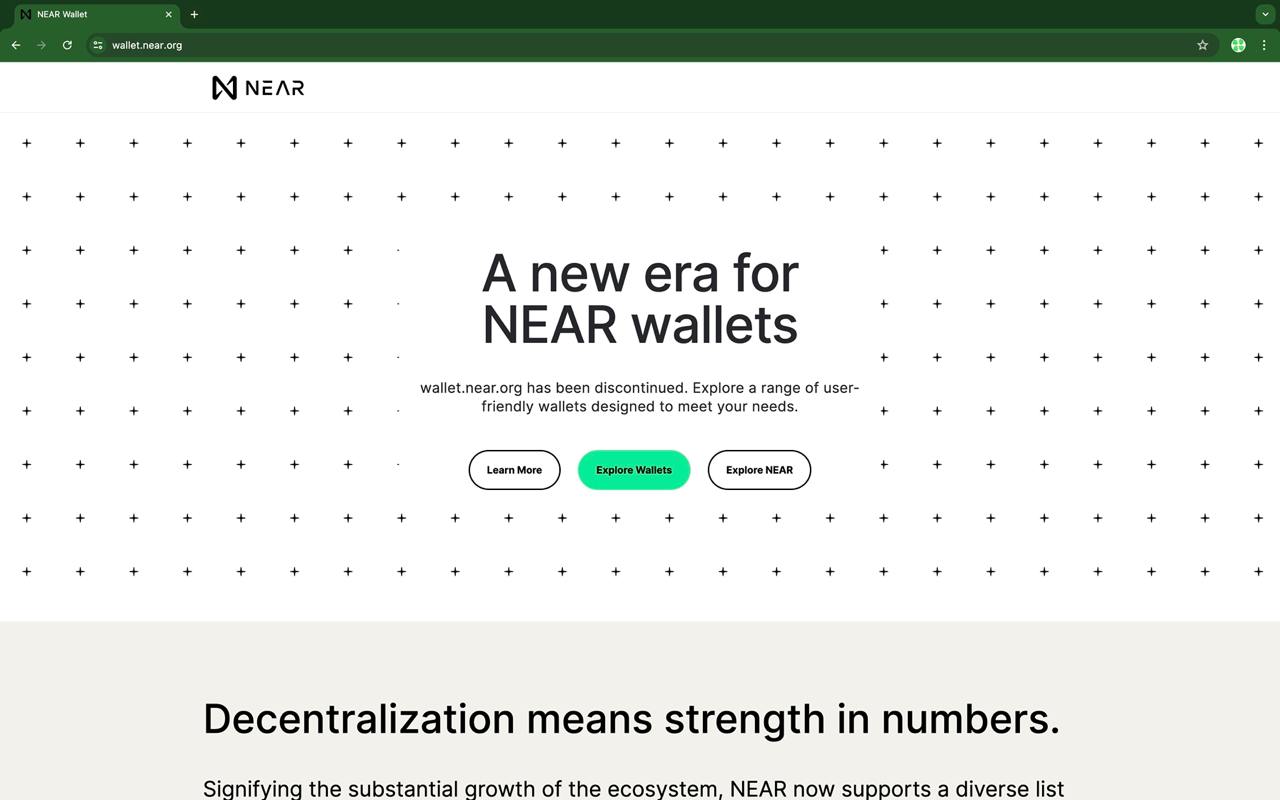 NEAR Wallet
wallet.near.org
NEAR
A new era for
NEAR wallets
wallet.near.org has been discontinued. Explore a range of user-
friendly wallets designed to meet your needs.
Learn More
Explore Wallets
Explore NEAR
Decentralization means strength in numbers.
Signifying the substantial growth of the ecosystem, NEAR now supports a diverse list